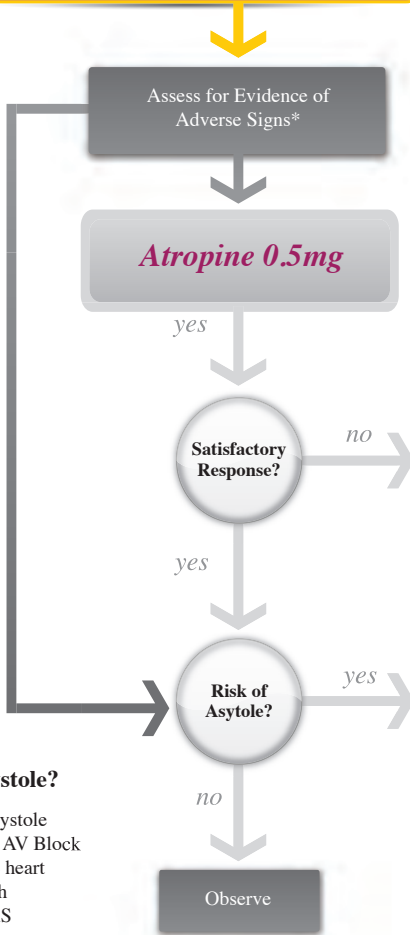 Assess for Evidence of
Adverse Signs*
Atropine 0.5mg
yes
Satisfactory
Response?
no
yes
Risk of
Asytole?
yes
no
Observe
stole?
ystole
AV Block
heart
h
S